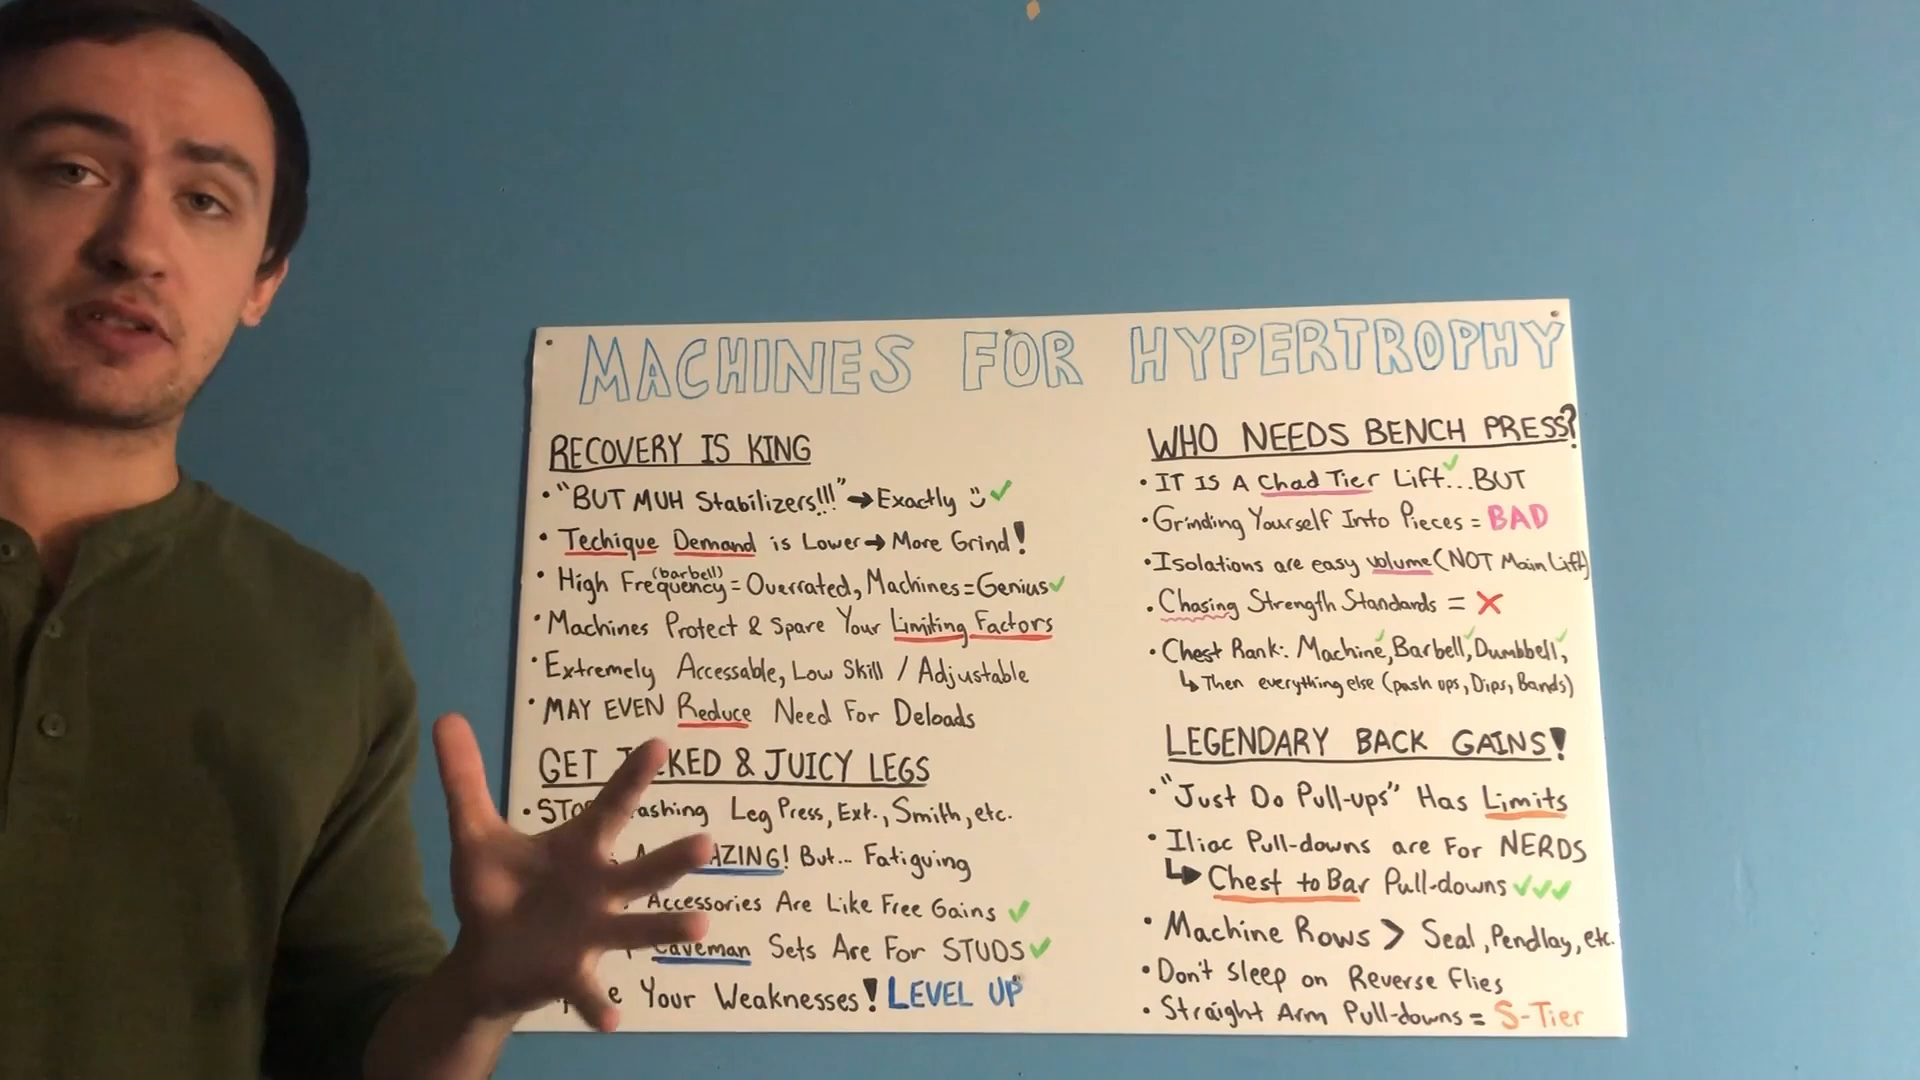 MACHINES FOR HYPERTROPHY
RECOVERY IS KING
• "BUT MUH Stabilizers!!!" → Exactly ✓
• Techique Demand is Lower → More Grind!
• High Frequency (barbell) = Overrated, Machines = Genius ✓
• Machines Protect & Spare Your Limiting Factors
• Extremely Accessable, Low Skill / Adjustable
• MAY EVEN Reduce Need For Deloads
GET KED & JUICY LEGS
• ashing Leg Press, Ext., Smith, etc.
AZING! But... Fatiguing
Accessories Are Like Free Gains ✓
Caveman Sets Are For STUDS ✓
Your Weaknesses! LEVEL UP
WHO NEEDS BENCH PRESS?
• IT IS A Chad Tier Lift ✓...BUT
• Grinding Yourself Into Pieces = BAD
• Isolations are easy volume (NOT Main Lift)
• Chasing Strength Standards = X
• Chest Rank: Machine, ✓ Barbell, ✓ Dumbbell, ✓
↳ Then everything else (push ups, Dips, Bands)
LEGENDARY BACK GAINS!
• "Just Do Pull-ups" Has Limits
• Iliac Pull-downs are For NERDS
↳ Chest to Bar Pull-downs ✓✓✓
• Machine Rows > Seal, Pendlay, etc.
• Don't Sleep on Reverse Flies
• Straight Arm Pull-downs = S-Tier